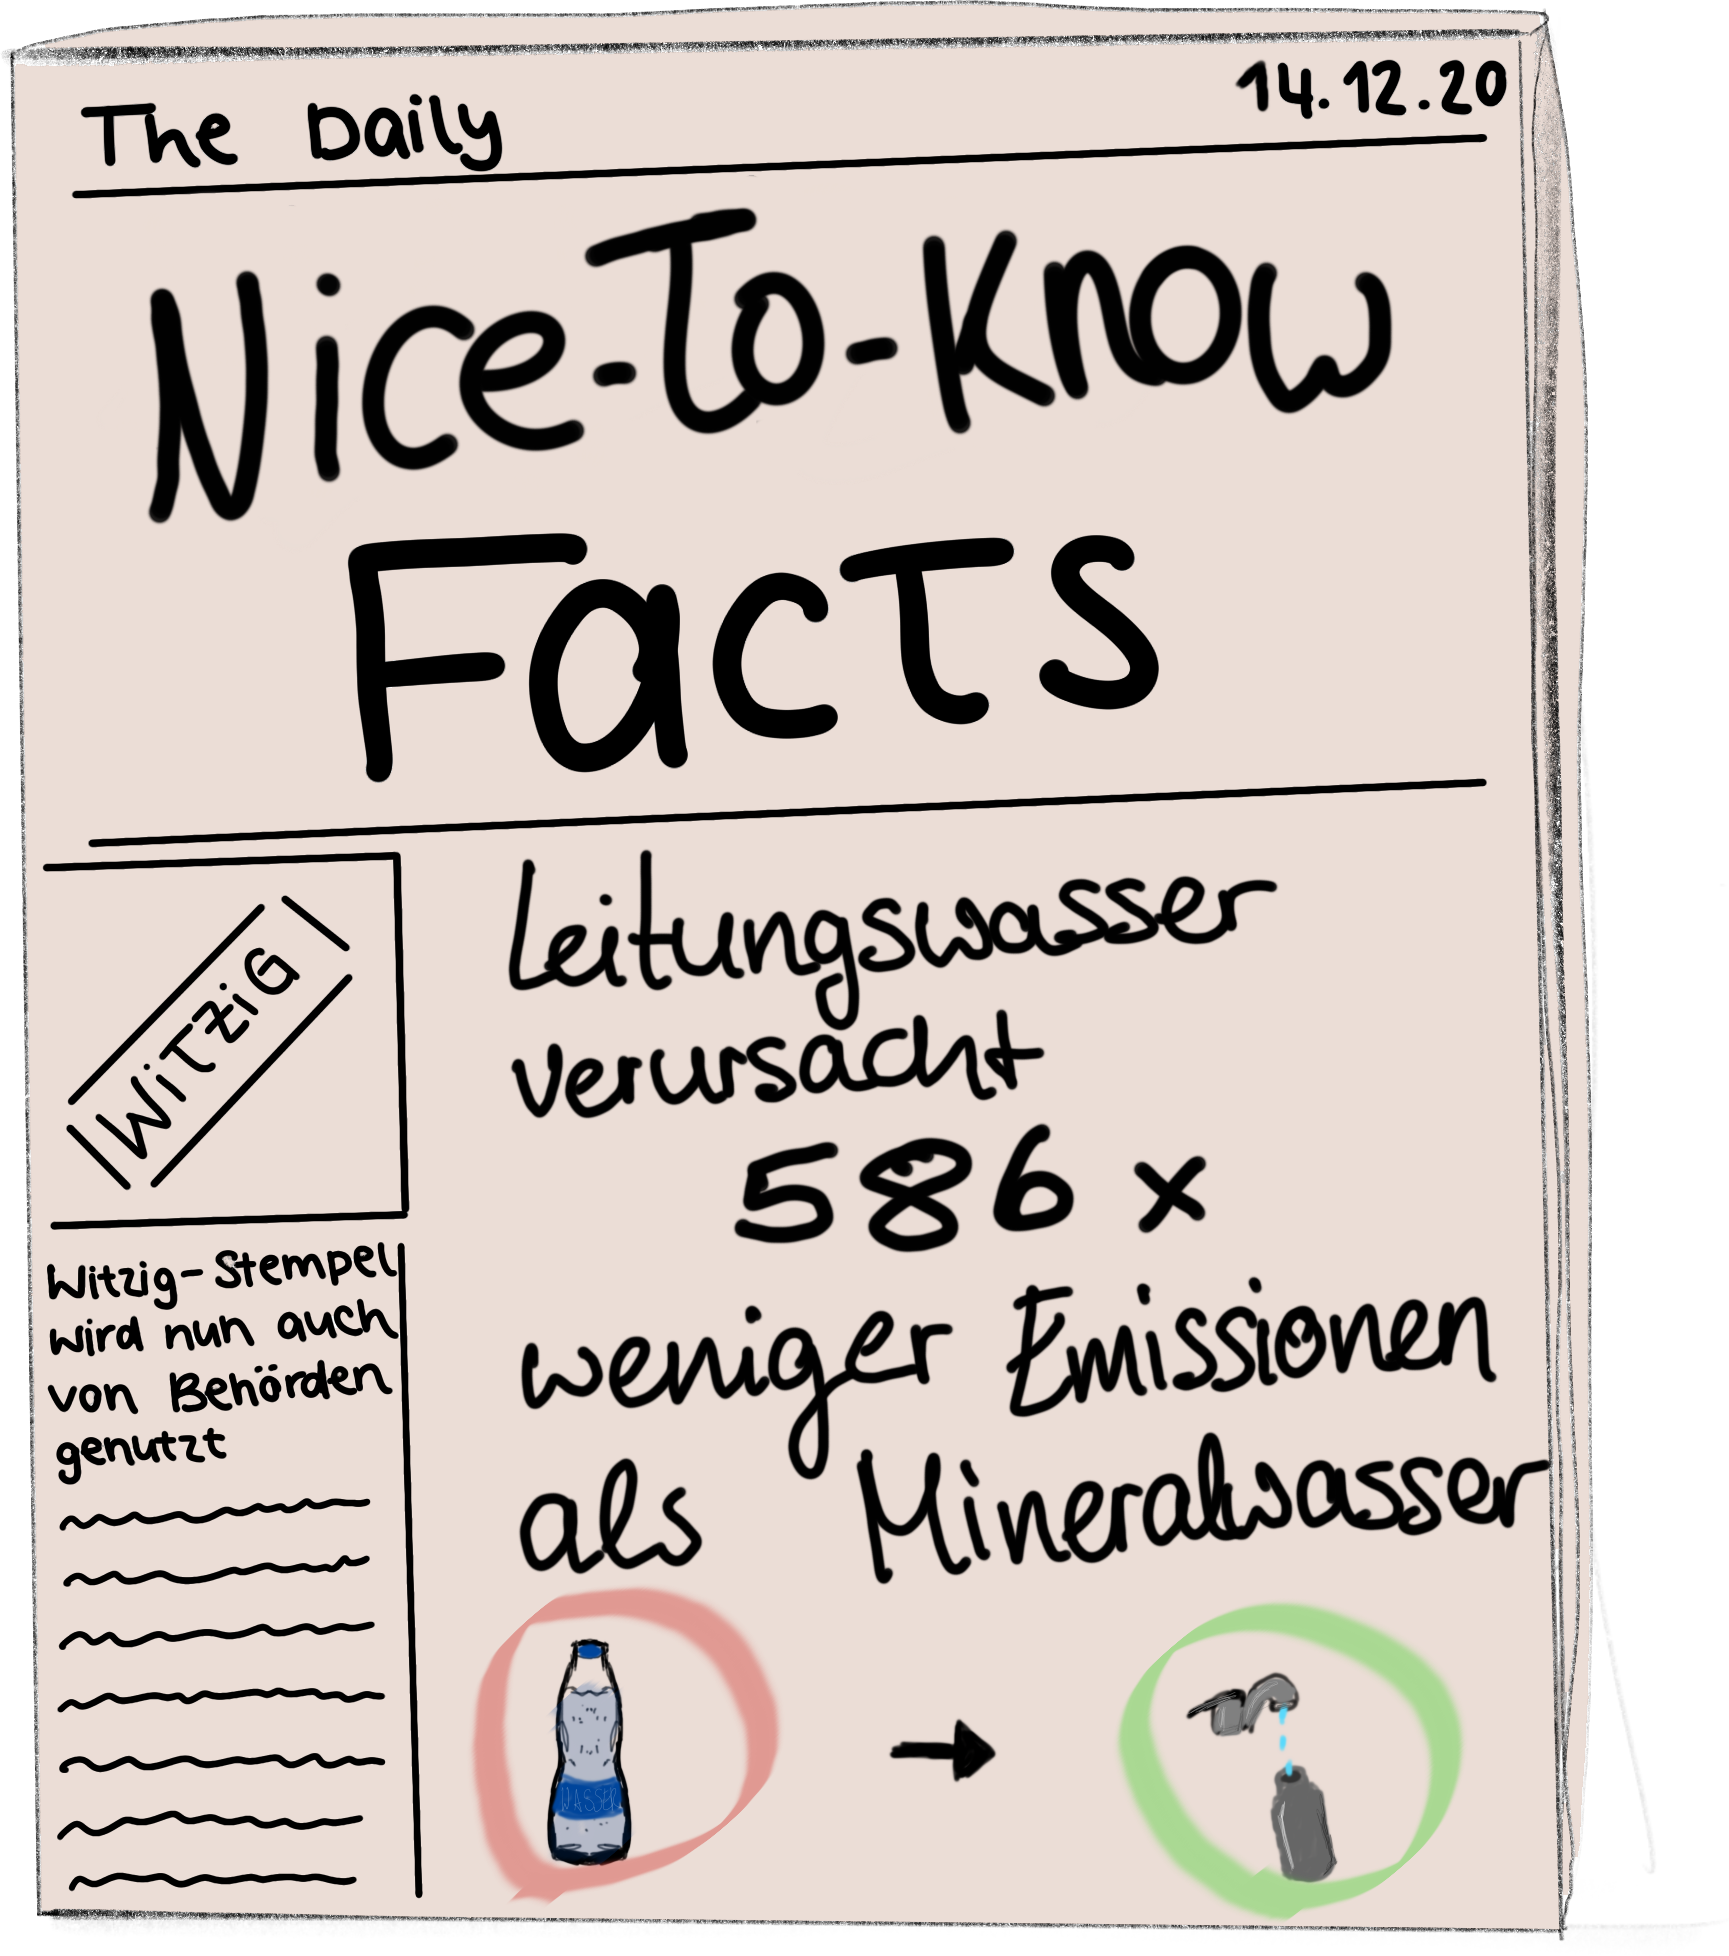 The Daily
14.12.20
Nice-To-Know
Facts
WiTZiG
Witzig-Stempel
wird nun auch
von Behörden
genutzt
Leitungswasser
verursacht
586 x
weniger Emissionen
als Mineralwasser
WASSER